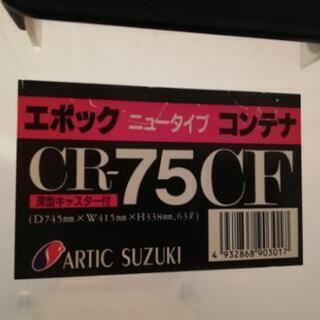 エポック ニュータイプ コンテナ
CR-75CF
深型キャスター付
(D745mm×W415mm×H338mm,63ℓ)
ARTIC SUZUKI
4 932868 903017